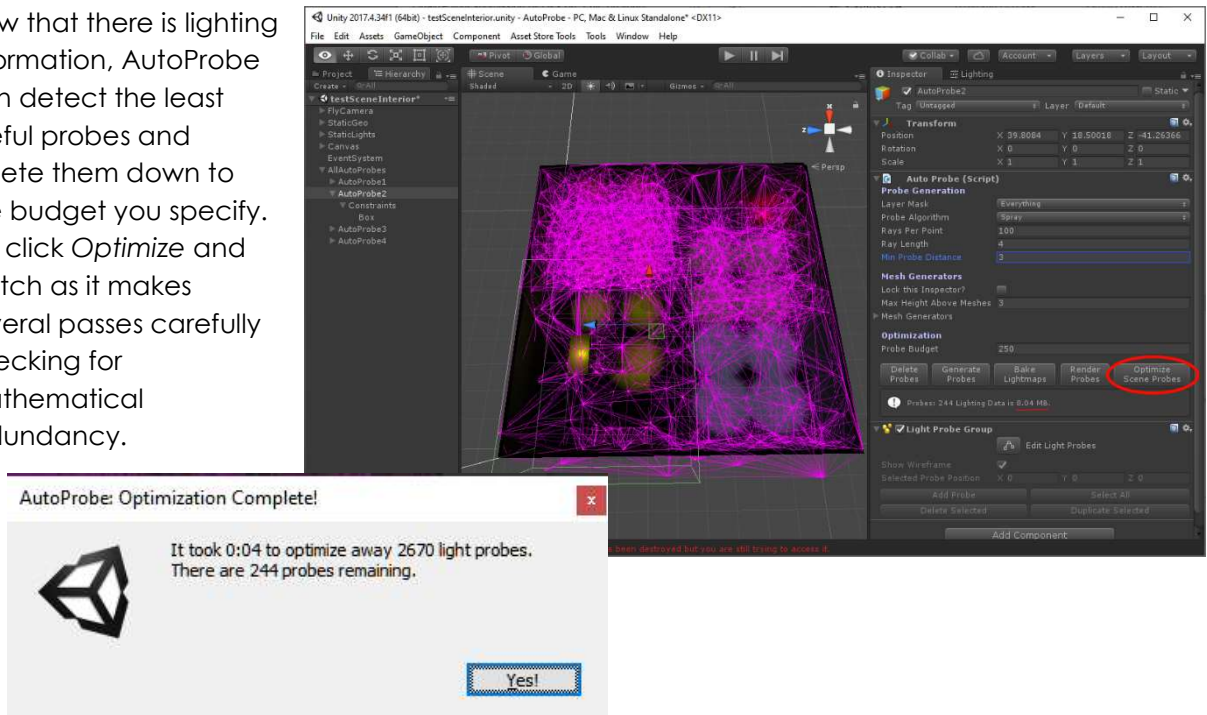 w that there is lighting
ormation, AutoProbe
n detect the least
eful probes and
ete them down to
e budget you specify.
click Optimize and
tch as it makes
veral passes carefully
ecking for
athematical
dundancy.
Unity 2017.4.34f1 (64bit) - testSceneInterior.unity - AutoProbe - PC, Mac & Linux Standalone* <DX11>
File Edit Assets GameObject Component Asset Store Tools Tools Window Help
Pivot Global Collab Account Layers Layout
Project Hierarchy Scene Game Inspector Lighting
Create All Shaded 2D Gizmos All
testSceneInterior*
FlyCamera
StaticGeo
StaticLights
Canvas
EventSystem
AllAutoProbes
AutoProbe1
AutoProbe2
Constraints
Box
AutoProbe3
AutoProbe4
x
z
Persp
AutoProbe2 Static
Tag Untagged Layer Default
Transform
Position X 39.8084 Y 18.50018 Z -41.26366
Rotation X 0 Y 0 Z 0
Scale X 1 Y 1 Z 1
Auto Probe (Script)
Probe Generation
Layer Mask Everything
Probe Algorithm Spray
Rays Per Point 100
Ray Length 4
Min Probe Distance 3
Mesh Generators
Lock this Inspector?
Max Height Above Meshes 3
Mesh Generators
Optimization
Probe Budget 250
Delete Probes Generate Probes Bake Lightmaps Render Probes Optimize Scene Probes
Probes: 244 Lighting Data is 0.04 MB.
Light Probe Group
Edit Light Probes
Show Wireframe
Selected Probe Position X 0 Y 0 Z 0
Add Probe Select All
Delete Selected Duplicate Selected
Add Component
s been destroyed but you are still trying to access it.
AutoProbe: Optimization Complete!
x
It took 0:04 to optimize away 2670 light probes.
There are 244 probes remaining.
Yes!